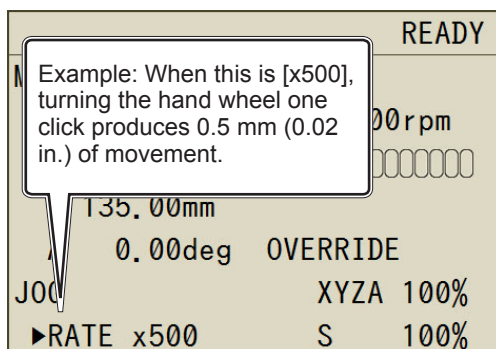 READY
M
Example: When this is [x500],
turning the hand wheel one
click produces 0.5 mm (0.02
in.) of movement.
00rpm
135.00mm
0.00deg OVERRIDE
JOG XYZA 100%
►RATE x500 S 100%